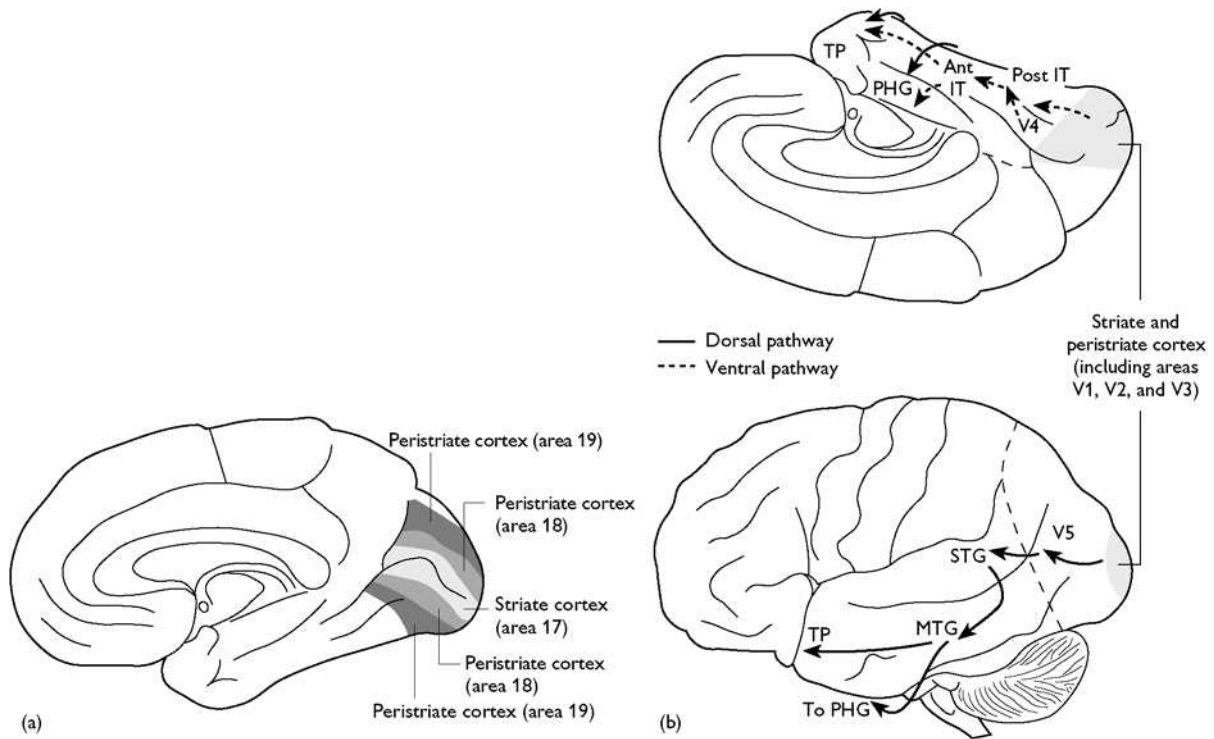 TP
Ant
Post IT
PHG
IT
V4
Striate and
peristriate cortex
(including areas
V1, V2, and V3)
Dorsal pathway
Ventral pathway
Peristriate cortex (area 19)
Peristriate cortex
(area 18)
Striate cortex
(area 17)
Peristriate cortex
(area 18)
Peristriate cortex (area 19)
(a)
V5
STG
MTG
TP
To PHG
(b)